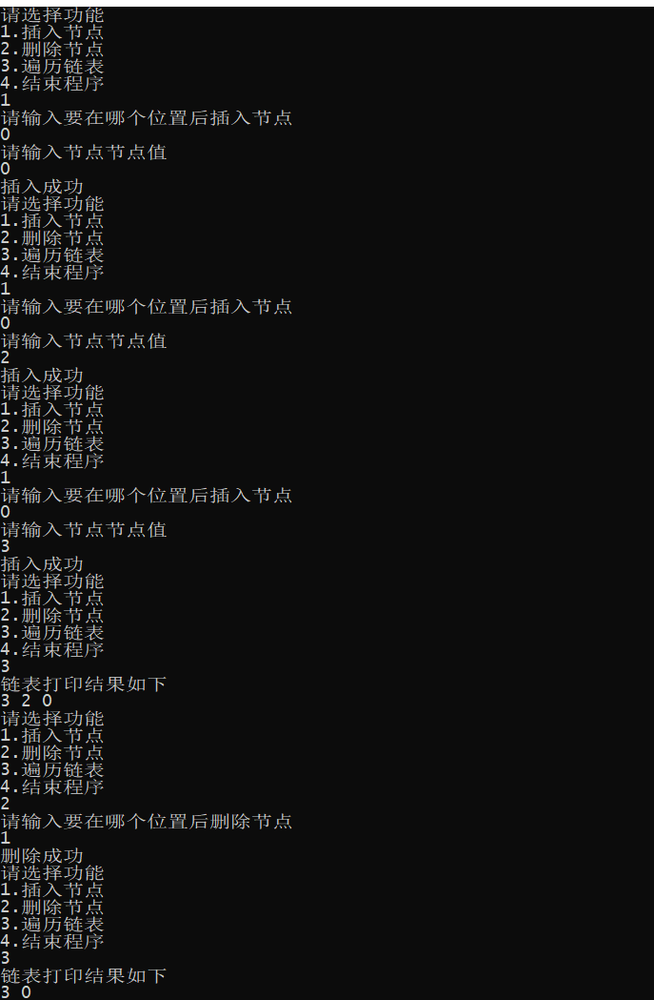 请选择功能
1.插入节点
2.删除节点
3.遍历链表
4.结束程序
1
请输入要在哪个位置后插入节点
0
请输入节点节点值
0
插入成功
请选择功能
1.插入节点
2.删除节点
3.遍历链表
4.结束程序
1
请输入要在哪个位置后插入节点
0
请输入节点节点值
2
插入成功
请选择功能
1.插入节点
2.删除节点
3.遍历链表
4.结束程序
1
请输入要在哪个位置后插入节点
0
请输入节点节点值
3
插入成功
请选择功能
1.插入节点
2.删除节点
3.遍历链表
4.结束程序
3
链表打印结果如下
3 2 0
请选择功能
1.插入节点
2.删除节点
3.遍历链表
4.结束程序
2
请输入要在哪个位置后删除节点
1
删除成功
请选择功能
1.插入节点
2.删除节点
3.遍历链表
4.结束程序
3
链表打印结果如下
3 0